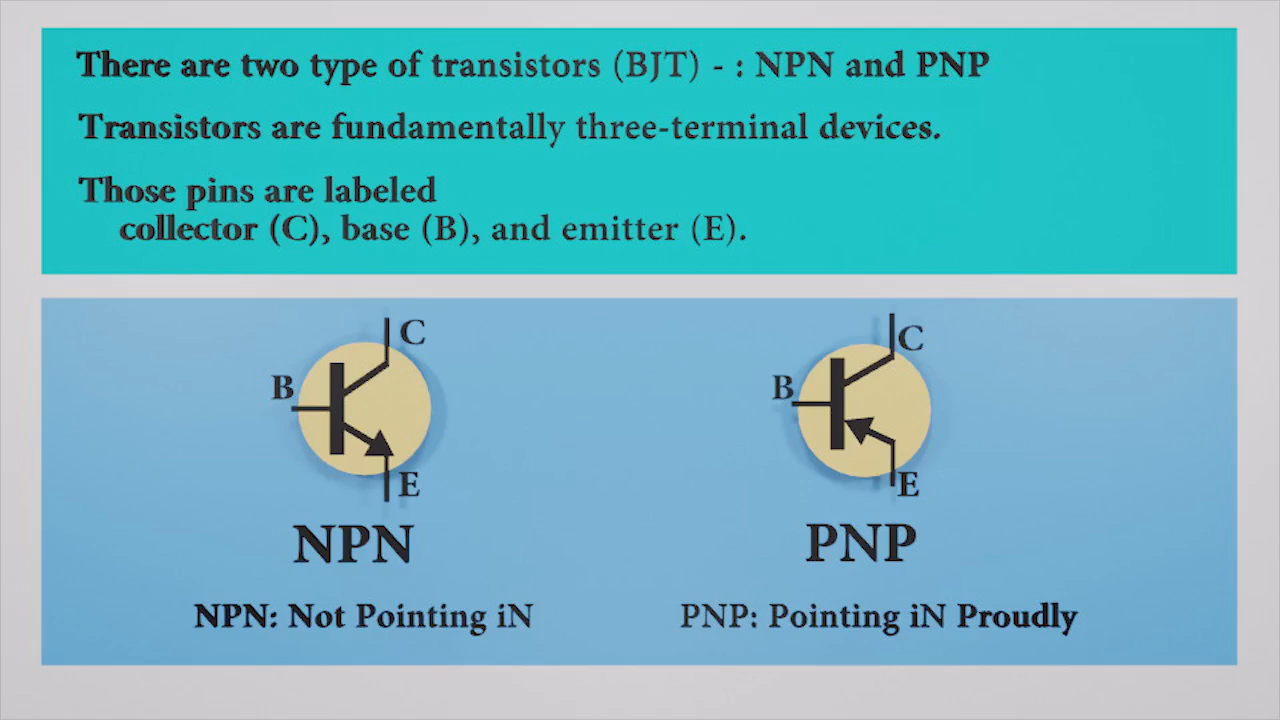 There are two type of transistors (BJT) - : NPN and PNP
Transistors are fundamentally three-terminal devices.
Those pins are labeled
collector (C), base (B), and emitter (E).
C
B
E
NPN
NPN: Not Pointing iN
C
B
E
PNP
PNP: Pointing iN Proudly